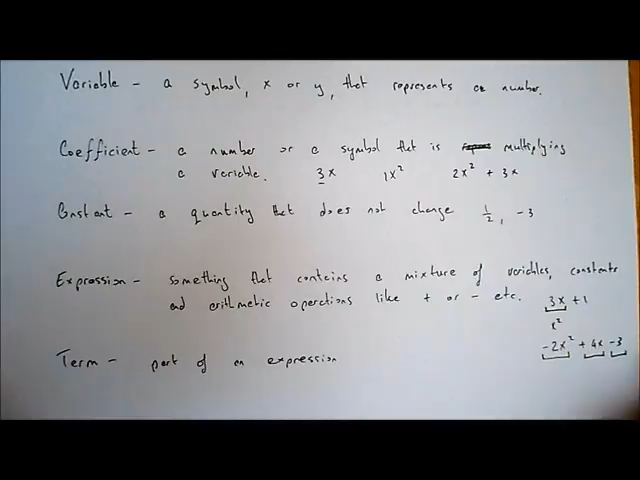 Variable - a symbol, x or y, that represents a number.
Coefficient - a number or a symbol that is multiplying
a variable. 3x 1x² 2x² + 3x
Constant - a quantity that does not change ½, -3
Expression - something that contains a mixture of variables, constants
and arithmetic operations like + or - etc. 3x + 1
x²
-2x² + 4x - 3
Term - part of an expression